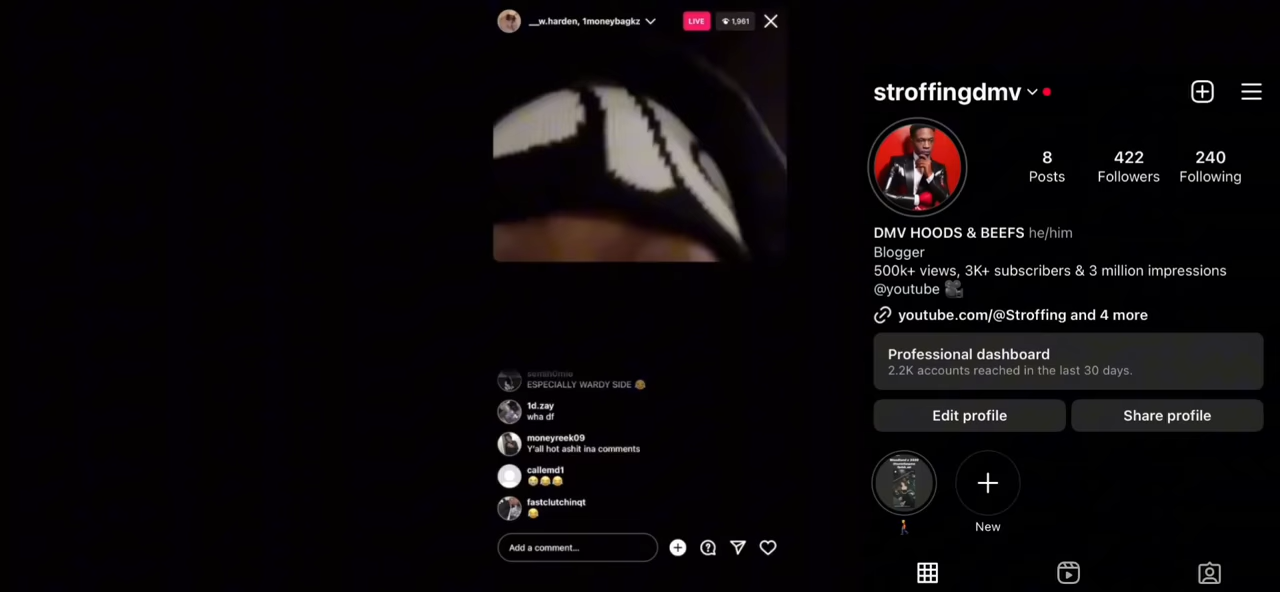 __w.harden, 1moneybagkz
LIVE
1,961
ESPECIALLY WARDY SIDE 😂
1d.zay
wha df
moneyreek09
Y'all hot ashit ina comments
callemd1
😭😂😂
fastclutchinqt
😂
Add a comment...
stroffingdmv
8
Posts
422
Followers
240
Following
DMV HOODS & BEEFS he/him
Blogger
500k+ views, 3K+ subscribers & 3 million impressions
@youtube 🎥
youtube.com/@Stroffing and 4 more
Professional dashboard
2.2K accounts reached in the last 30 days.
Edit profile
Share profile
New